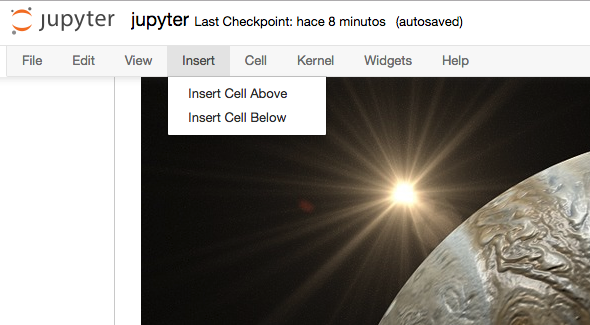 jupyter jupyter Last Checkpoint: hace 8 minutos (autosaved)
File Edit View Insert Cell Kernel Widgets Help
Insert Cell Above
Insert Cell Below